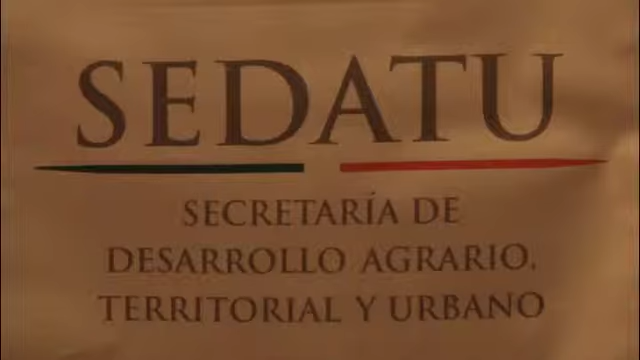 SEDATU
SECRETARÍA DE
DESARROLLO AGRARIO,
TERRITORIAL Y URBANO